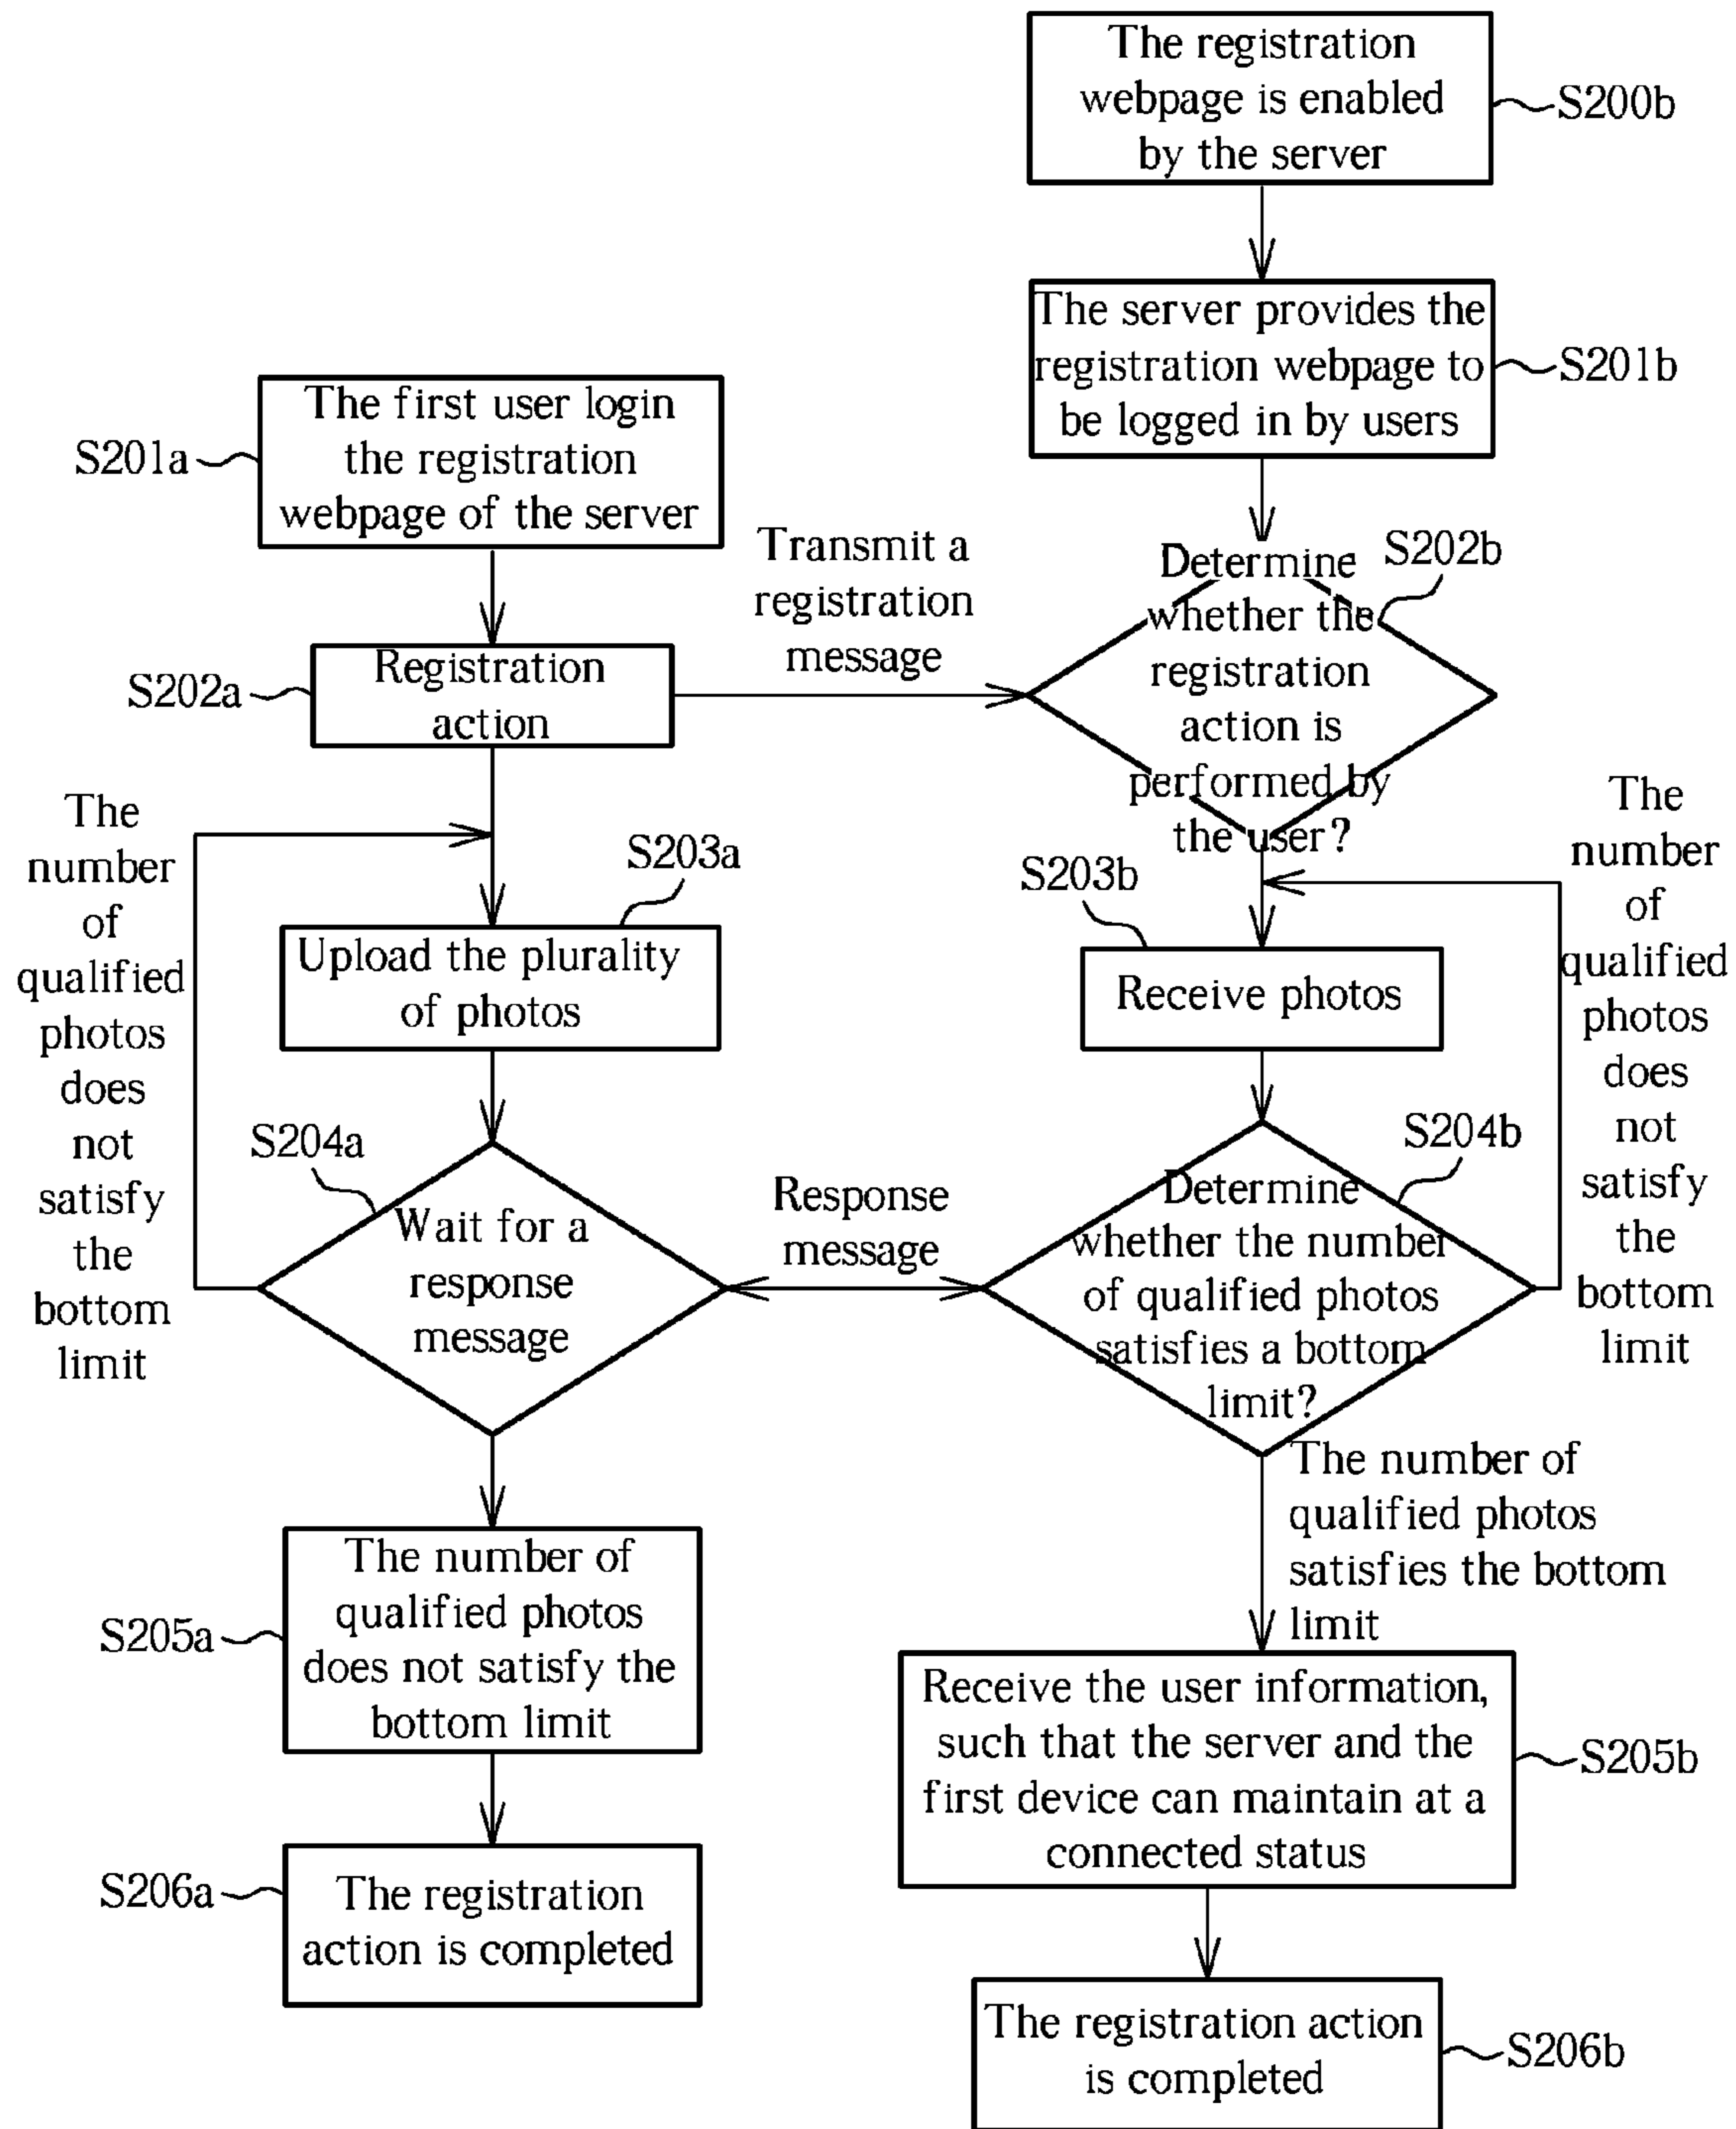 The registration
webpage is enabled
by the server
S200b
The server provides the
registration webpage to
be logged in by users
S201b
The first user login
the registration
webpage of the server
S201a
Transmit a
registration
message
Determine
whether the
registration
action is
performed by
the user?
S202b
Registration
action
S202a
The
number
of
qualified
photos
does
not
satisfy
the
bottom
limit
S203a
Upload the plurality
of photos
S203b
Receive photos
The
number
of
qualified
photos
does
not
satisfy
the
bottom
limit
S204a
Wait for a
response
message
Response
message
S204b
Determine
whether the number
of qualified photos
satisfies a bottom
limit?
The number of
qualified photos
satisfies the bottom
limit
The number of
qualified photos
does not satisfy the
bottom limit
S205a
Receive the user information,
such that the server and the
first device can maintain at a
connected status
S205b
The registration
action is completed
S206a
The registration action
is completed
S206b